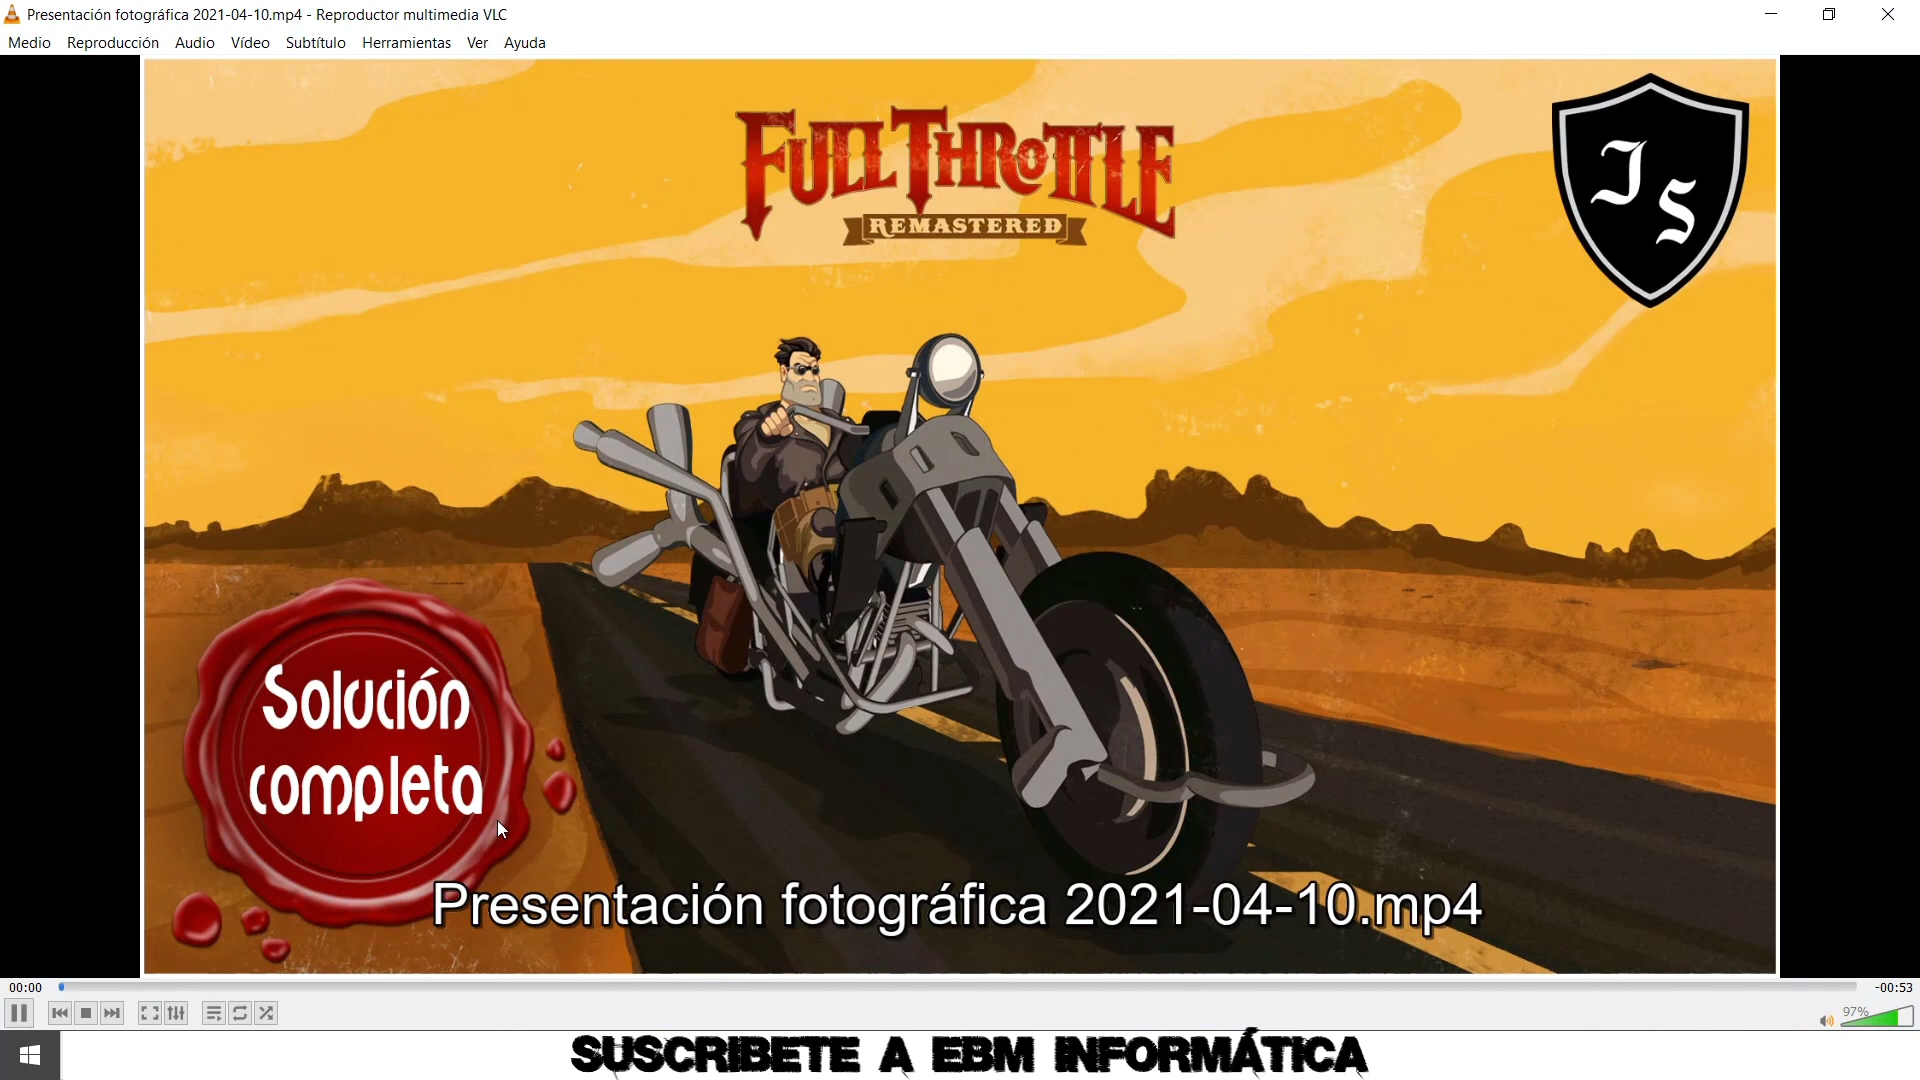 Presentación fotográfica 2021-04-10.mp4 - Reproductor multimedia VLC
Medio Reproducción Audio Vídeo Subtítulo Herramientas Ver Ayuda
FULL THROTTLE
REMASTERED
J S
Solución
completa
Presentación fotográfica 2021-04-10.mp4
00:00 -00:53
97%
SUSCRIBETE A EBM INFORMÁTICA